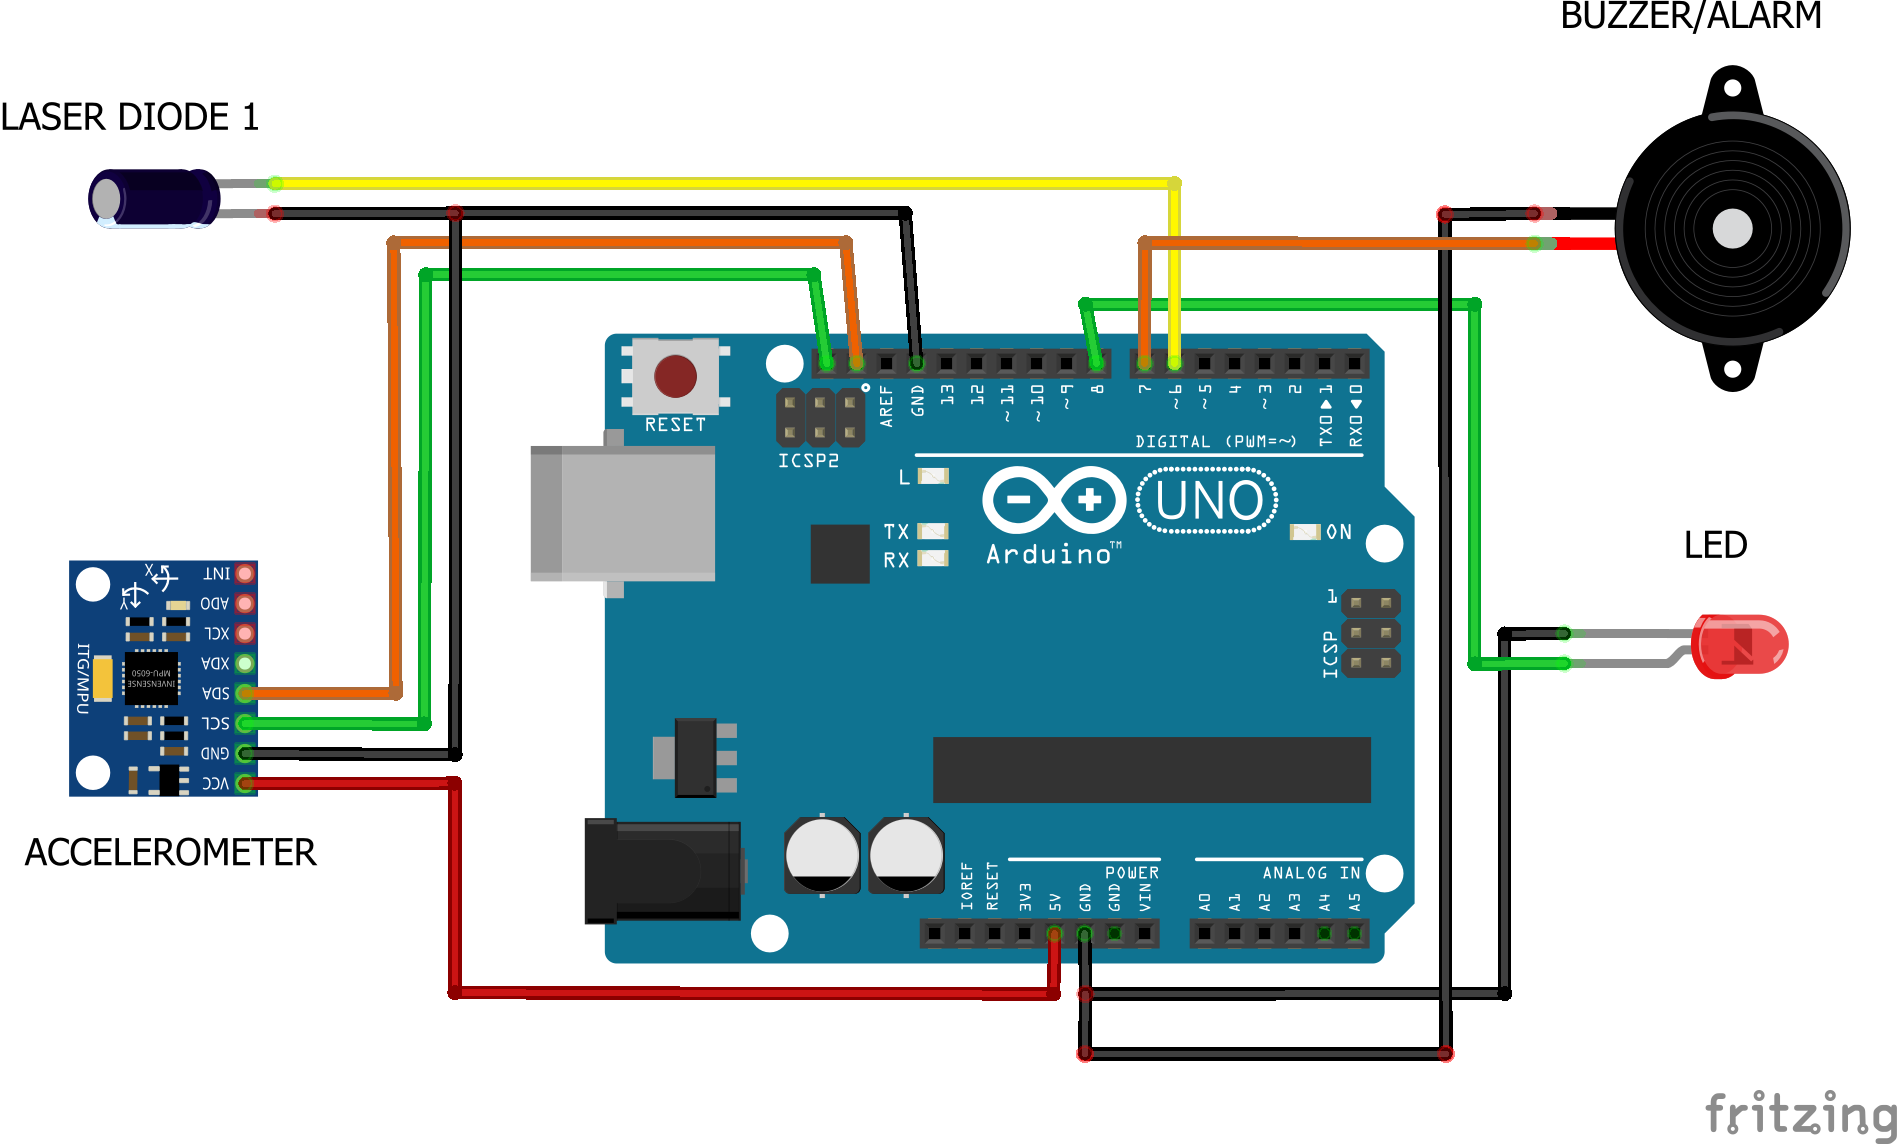 BUZZER/ALARM
LASER DIODE 1
RESET
ICSP2
AREF
GND
13
12
~11
~10
~9
8
7
~6
~5
4
~3
2
TX0▶1
RX0◀0
DIGITAL (PWM=~)
L
TX
RX
UNO
Arduino™
ON
1
ICSP
LED
X
Y
INT
AD0
XCL
XDA
SDA
SCL
GND
VCC
ITG/MPU
INVENSENSE
MPU-6050
ACCELEROMETER
POWER
ANALOG IN
IOREF
RESET
3V3
5V
GND
GND
VIN
A0
A1
A2
A3
A4
A5
fritzing